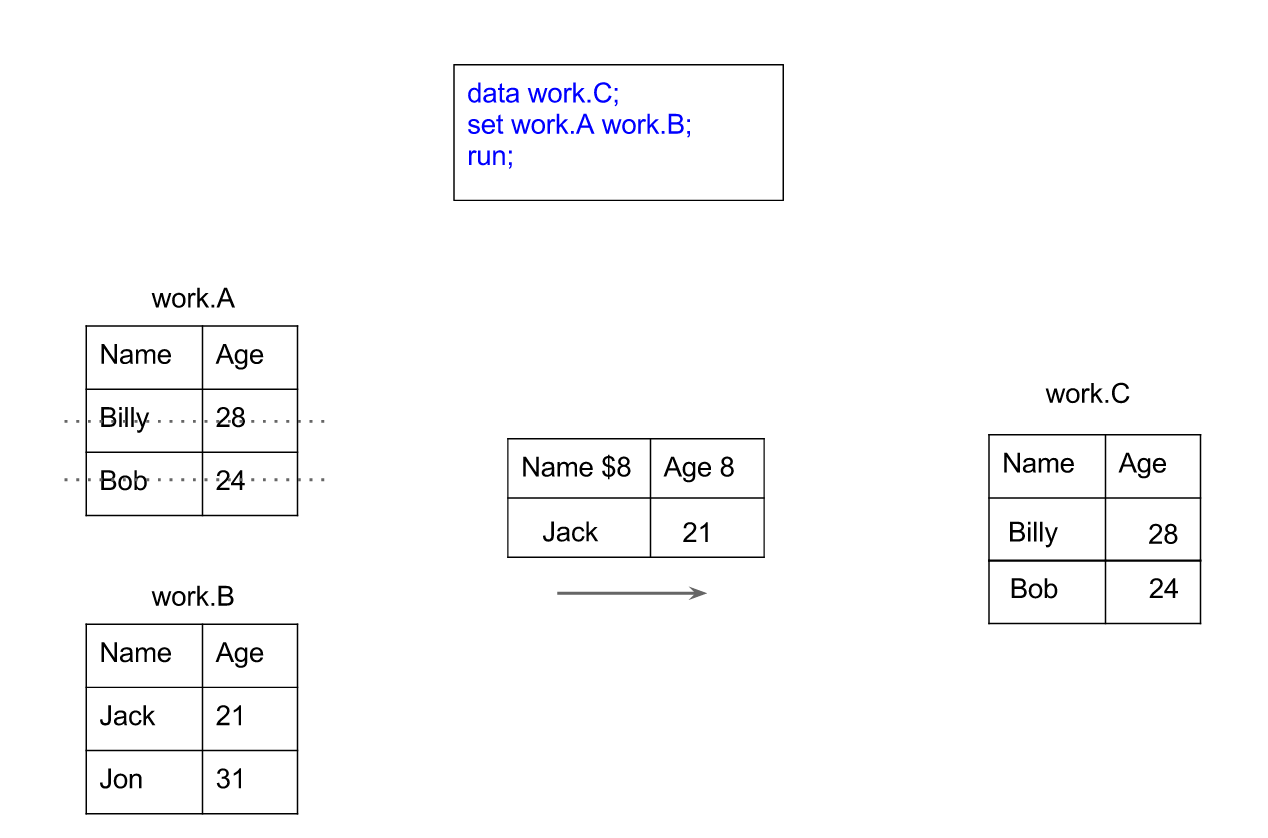 data work.C;
set work.A work.B;
run;
work.A
Name Age
Billy 28
Bob 24
work.B
Name Age
Jack 21
Jon 31
Name $8 Age 8
Jack 21
work.C
Name Age
Billy 28
Bob 24